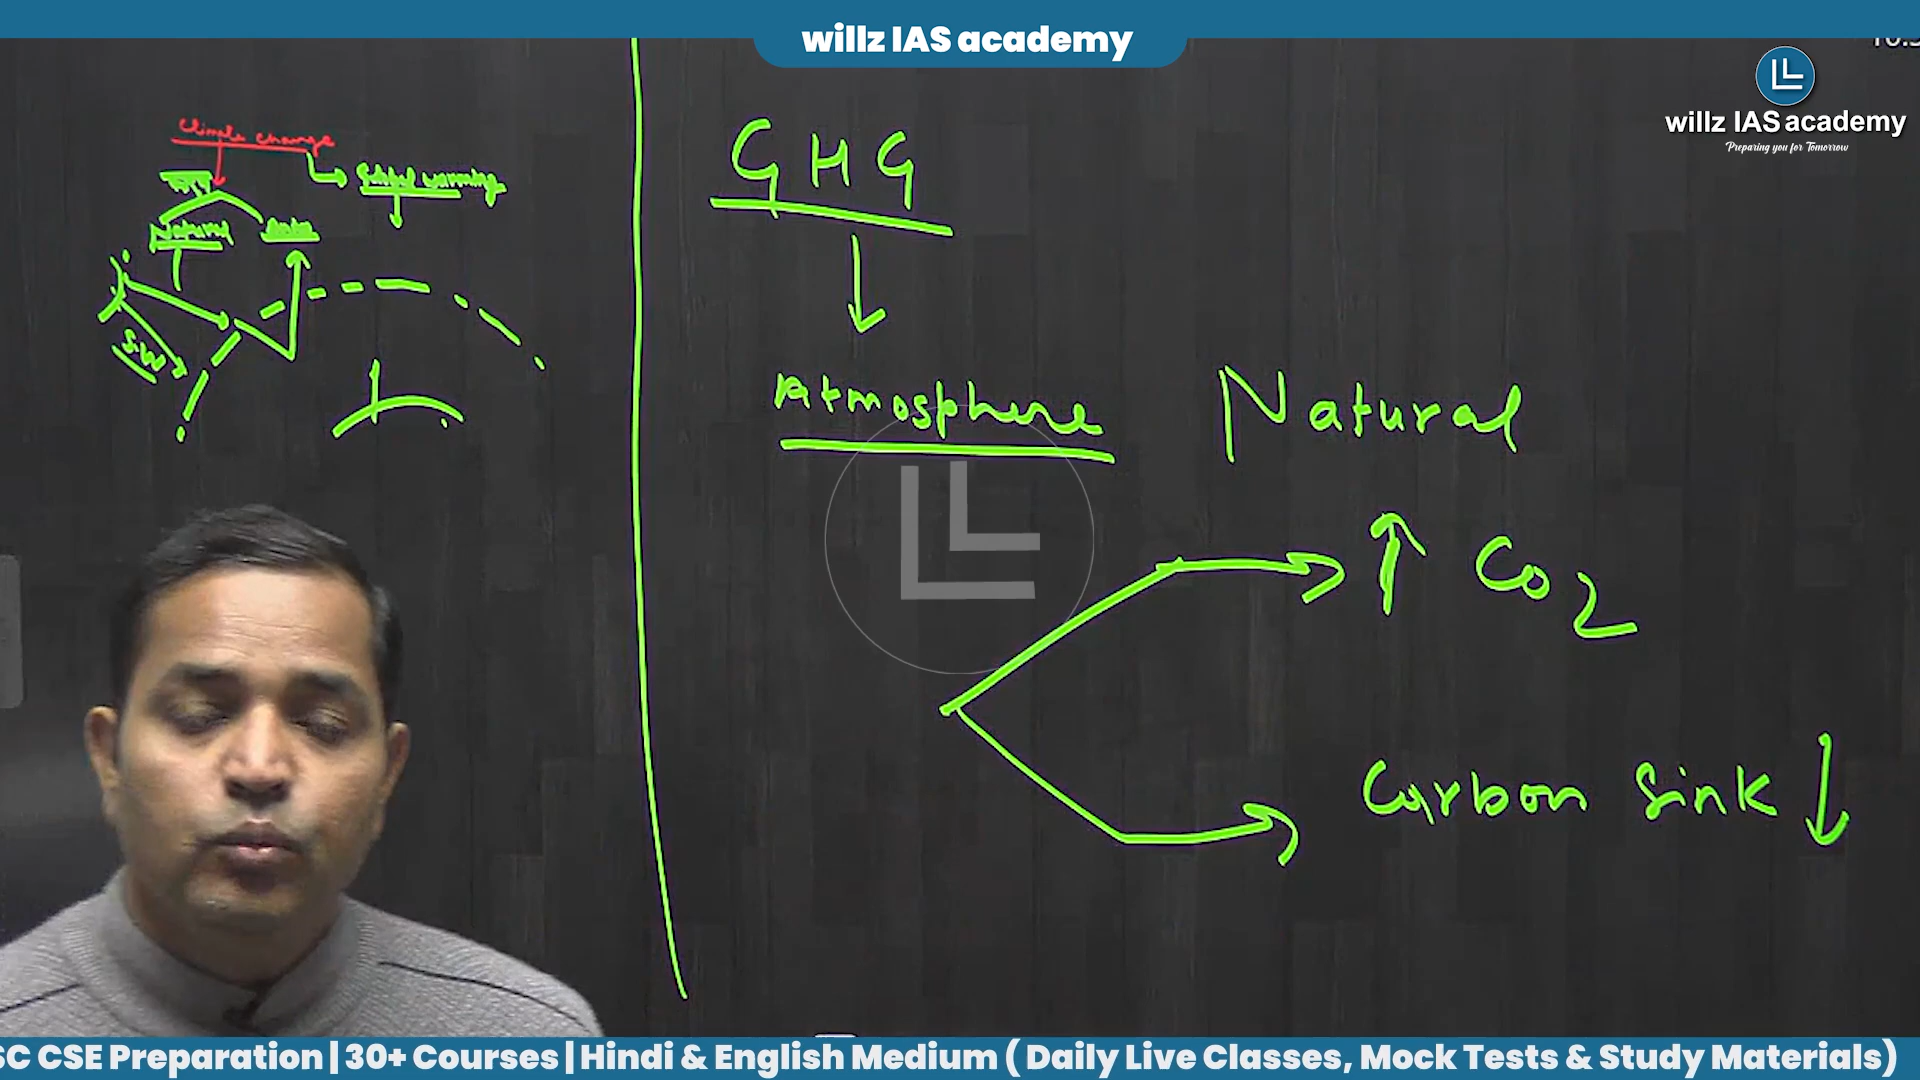 willz IAS academy
willz IAS academy
Preparing you for Tomorrow
Climate change
Global warming
Natural
S.W
GHG
Atmosphere
Natural
↑ CO2
Carbon Sink ↓
SC CSE Preparation | 30+ Courses | Hindi & English Medium ( Daily Live Classes, Mock Tests & Study Materials)